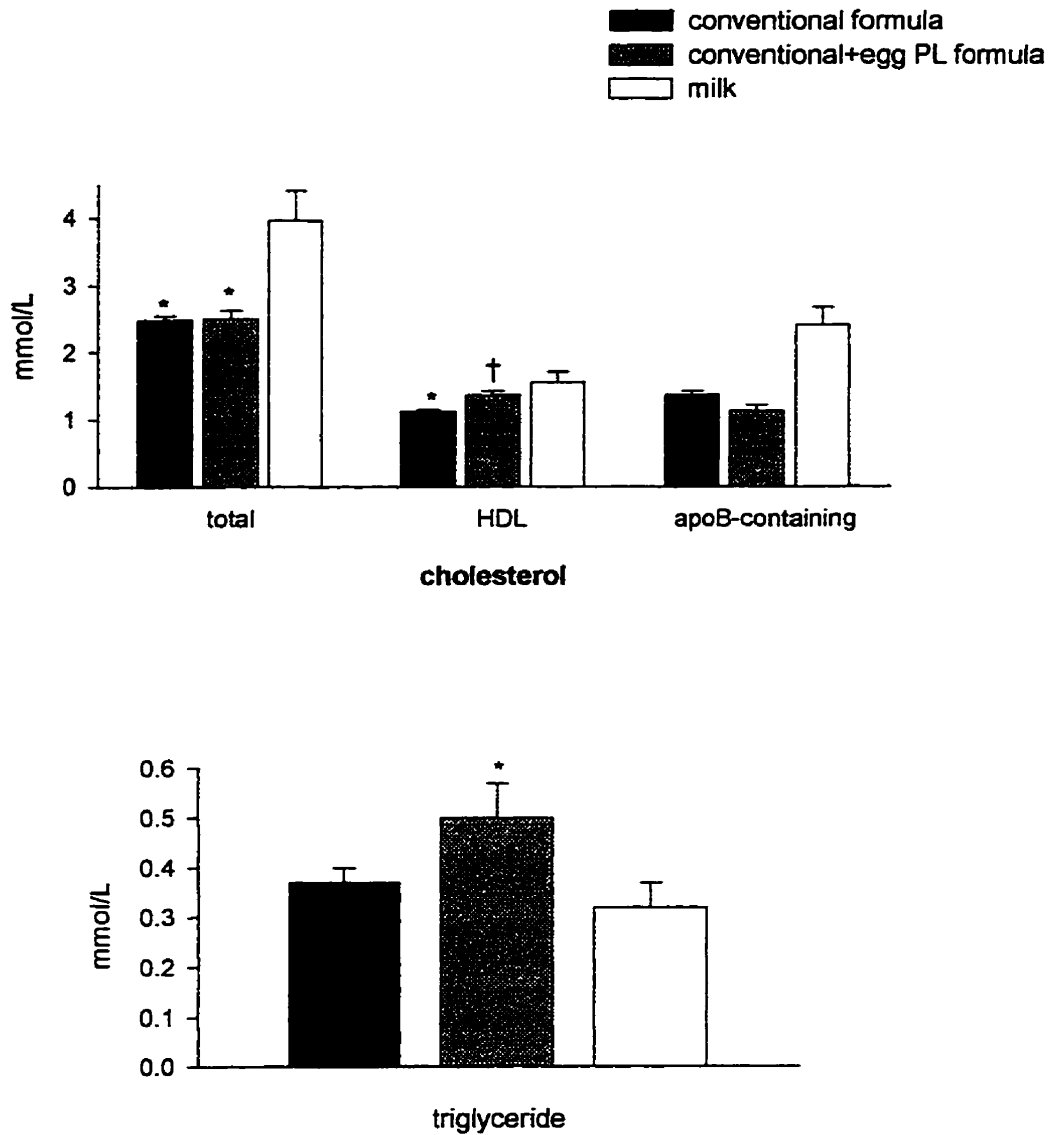 conventional formula
conventional+egg PL formula
milk
mmol/L
4
3
2
1
0
*
*
*
†
total HDL apoB-containing
cholesterol
mmol/L
0.6
0.5
0.4
0.3
0.2
0.1
0.0
*
triglyceride